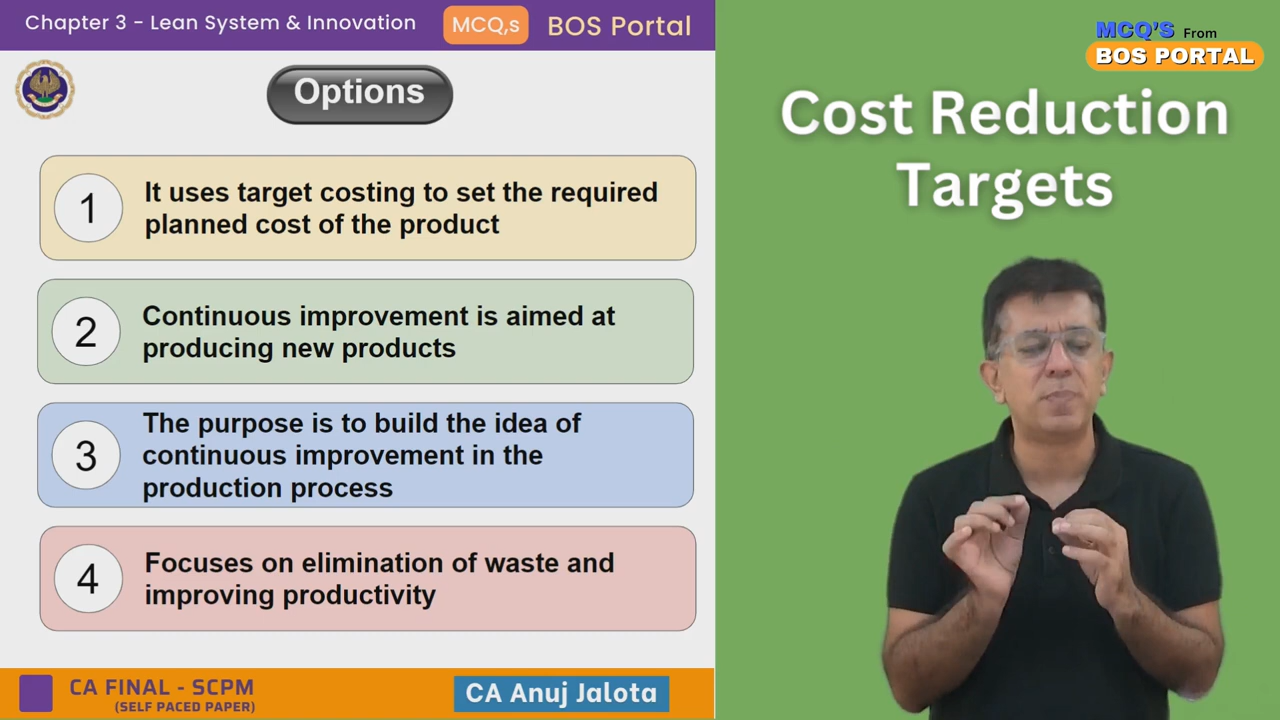 Chapter 3 - Lean System & Innovation
MCQ,s
BOS Portal
MCQ'S From
BOS PORTAL
Options
Cost Reduction
Targets
1
It uses target costing to set the required
planned cost of the product
2
Continuous improvement is aimed at
producing new products
3
The purpose is to build the idea of
continuous improvement in the
production process
4
Focuses on elimination of waste and
improving productivity
CA FINAL - SCPM
(SELF PACED PAPER)
CA Anuj Jalota